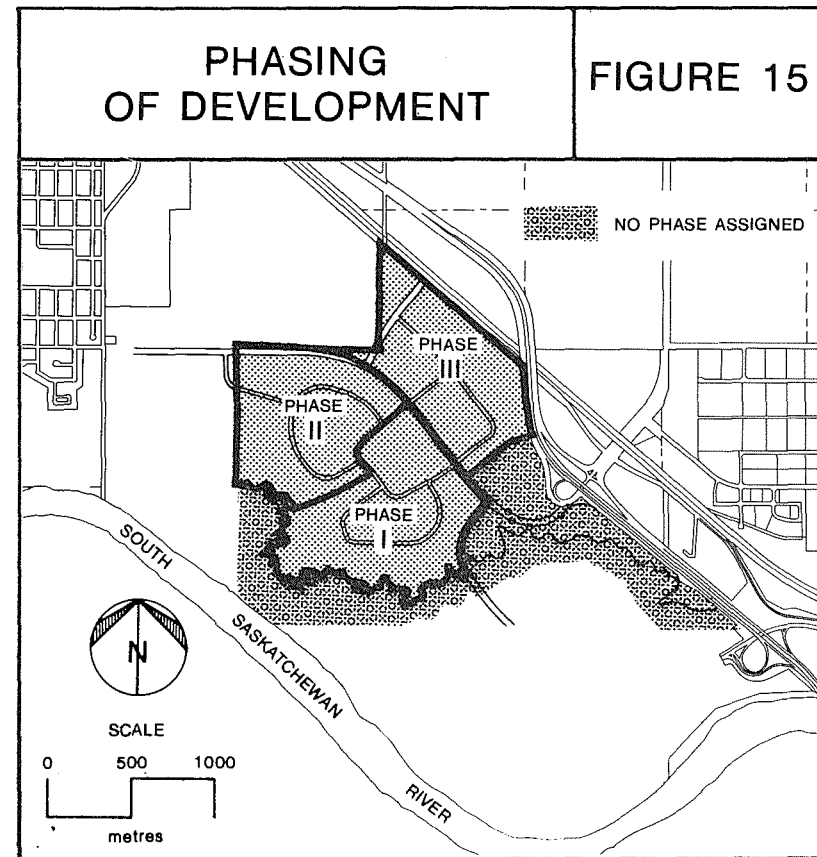 PHASING
OF DEVELOPMENT
FIGURE 15
NO PHASE ASSIGNED
PHASE
III
PHASE
II
PHASE
I
SOUTH
SASKATCHEWAN
RIVER
N
SCALE
0 500 1000
metres